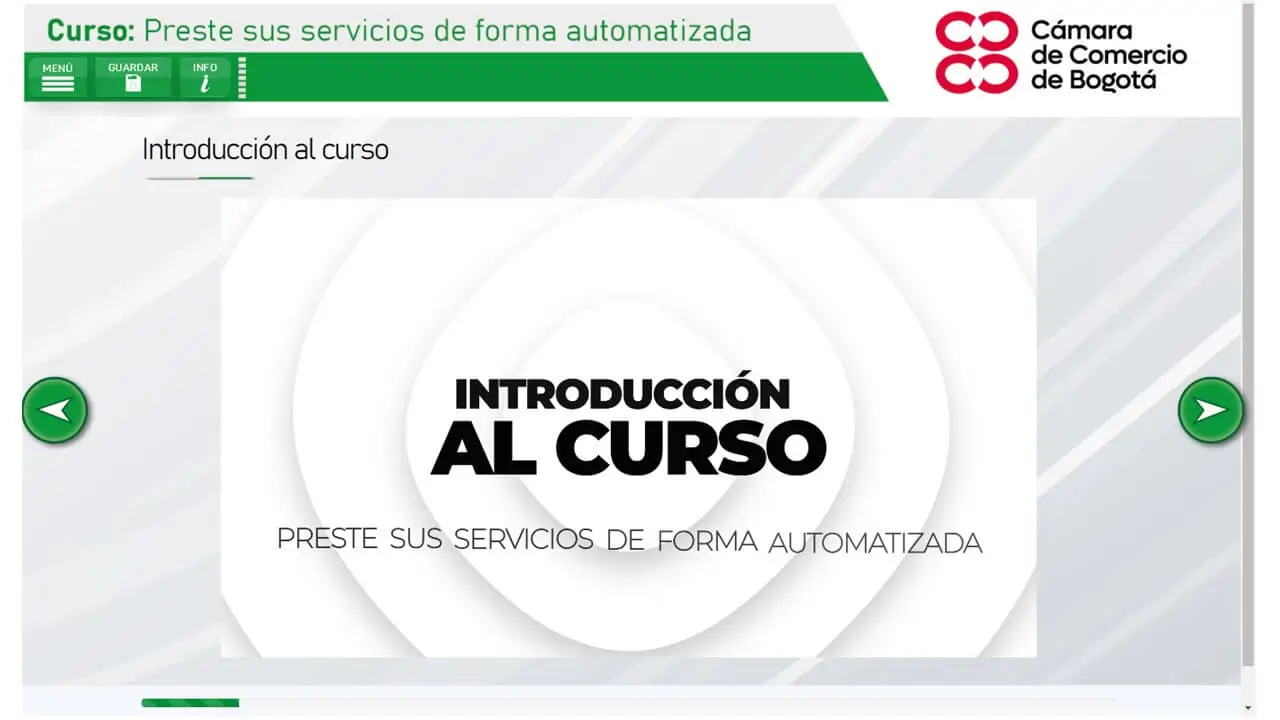 Curso: Preste sus servicios de forma automatizada
MENÚ
GUARDAR
INFO
Cámara
de Comercio
de Bogotá
Introducción al curso
INTRODUCCIÓN
AL CURSO
PRESTE SUS SERVICIOS DE FORMA AUTOMATIZADA